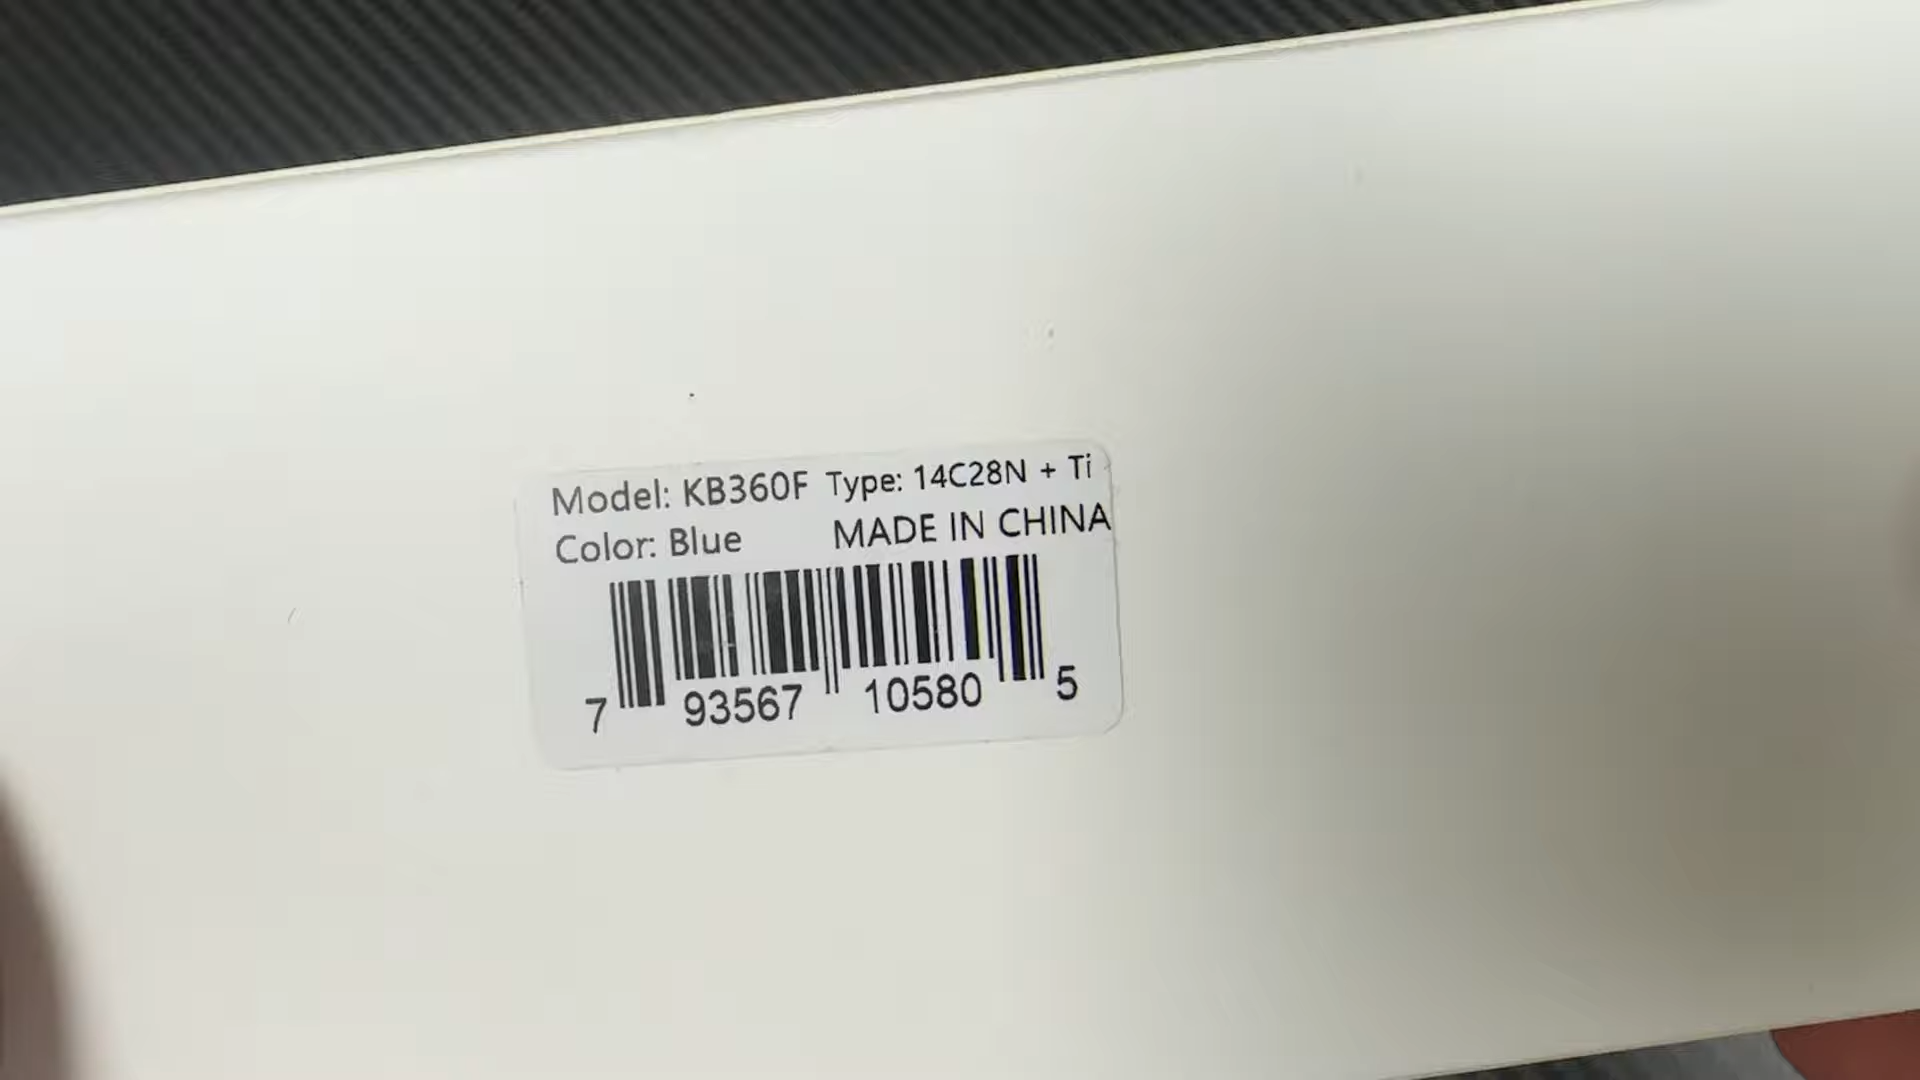 Model: KB360F Type: 14C28N + Ti
Color: Blue MADE IN CHINA
7 93567 10580 5